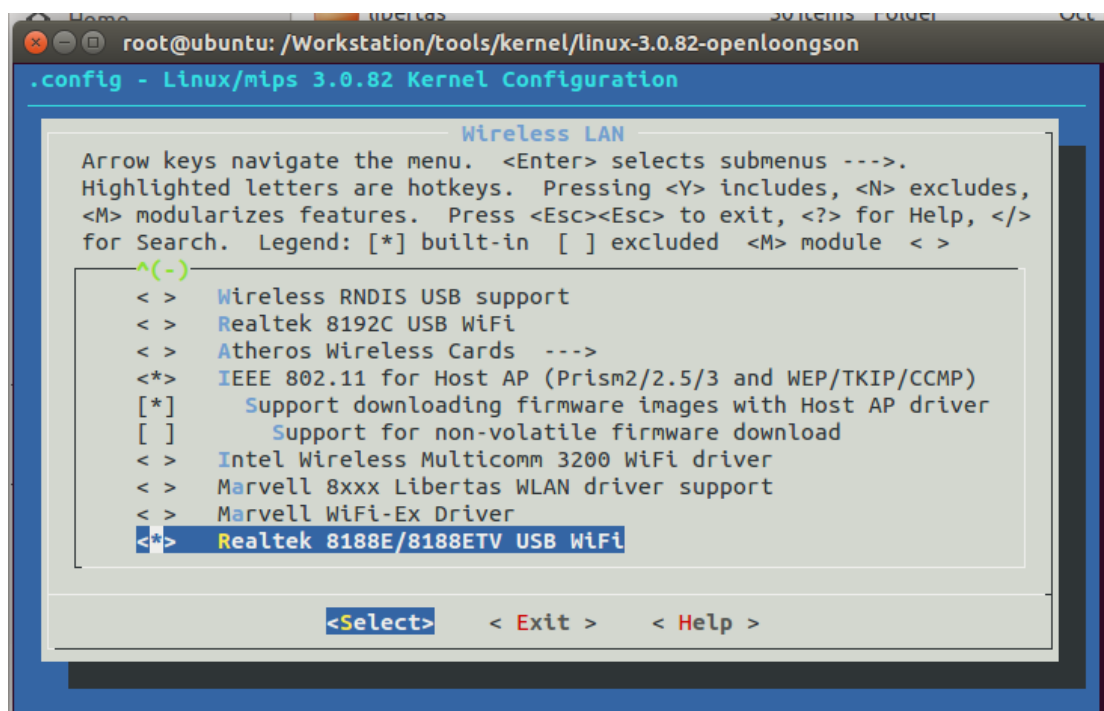 Home libertas 30 items Folder Oct
root@ubuntu: /Workstation/tools/kernel/linux-3.0.82-openloongson
.config - Linux/mips 3.0.82 Kernel Configuration
Wireless LAN
Arrow keys navigate the menu.  <Enter> selects submenus --->.
Highlighted letters are hotkeys.  Pressing <Y> includes, <N> excludes,
<M> modularizes features.  Press <Esc><Esc> to exit, <?> for Help, </>
for Search.  Legend: [*] built-in  [ ] excluded  <M> module  < >
^(-)
< >   Wireless RNDIS USB support
< >   Realtek 8192C USB WiFi
< >   Atheros Wireless Cards  --->
<*>   IEEE 802.11 for Host AP (Prism2/2.5/3 and WEP/TKIP/CCMP)
[*]     Support downloading firmware images with Host AP driver
[ ]       Support for non-volatile firmware download
< >   Intel Wireless Multicomm 3200 WiFi driver
< >   Marvell 8xxx Libertas WLAN driver support
< >   Marvell WiFi-Ex Driver
<*>   Realtek 8188E/8188ETV USB WiFi
<Select>    < Exit >    < Help >